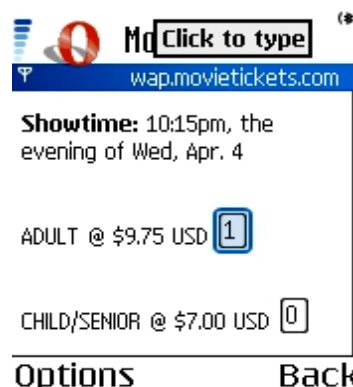 Mo
Click to type
wap.movietickets.com
Showtime: 10:15pm, the
evening of Wed, Apr. 4
ADULT @ $9.75 USD 1
CHILD/SENIOR @ $7.00 USD 0
Options Back